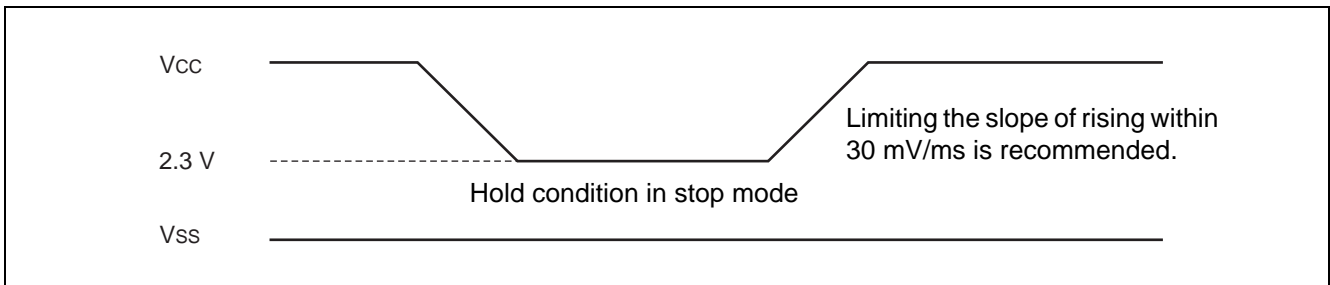 Vcc
Limiting the slope of rising within
30 mV/ms is recommended.
2.3 V
Hold condition in stop mode
Vss